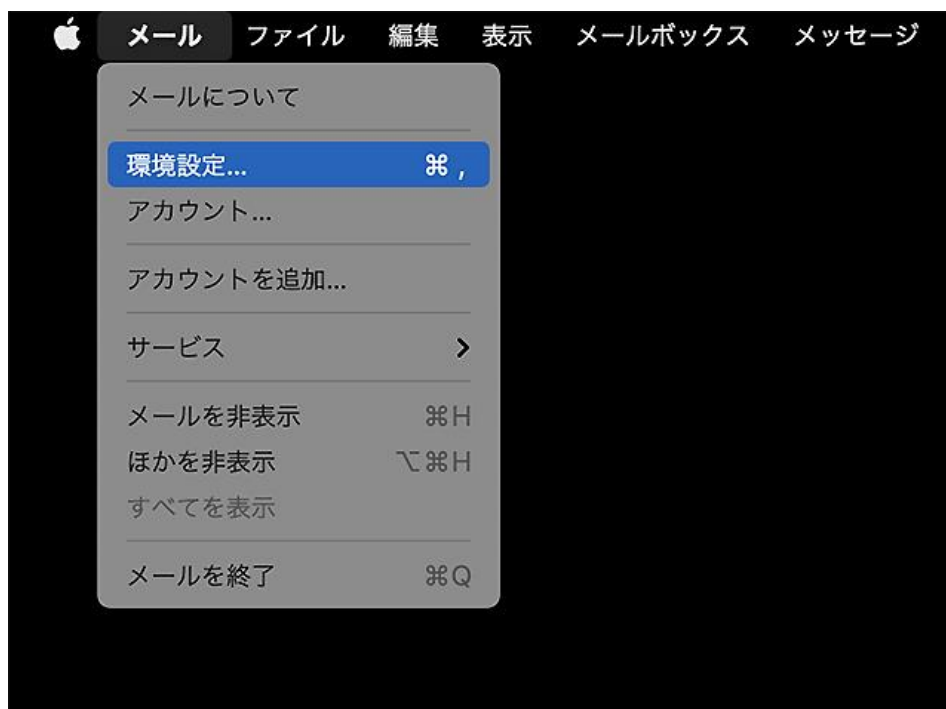 メール ファイル 編集 表示 メールボックス メッセージ
メールについて
環境設定... ⌘ ,
アカウント...
アカウントを追加...
サービス
メールを非表示 ⌘H
ほかを非表示 ⌥⌘H
すべてを表示
メールを終了 ⌘Q